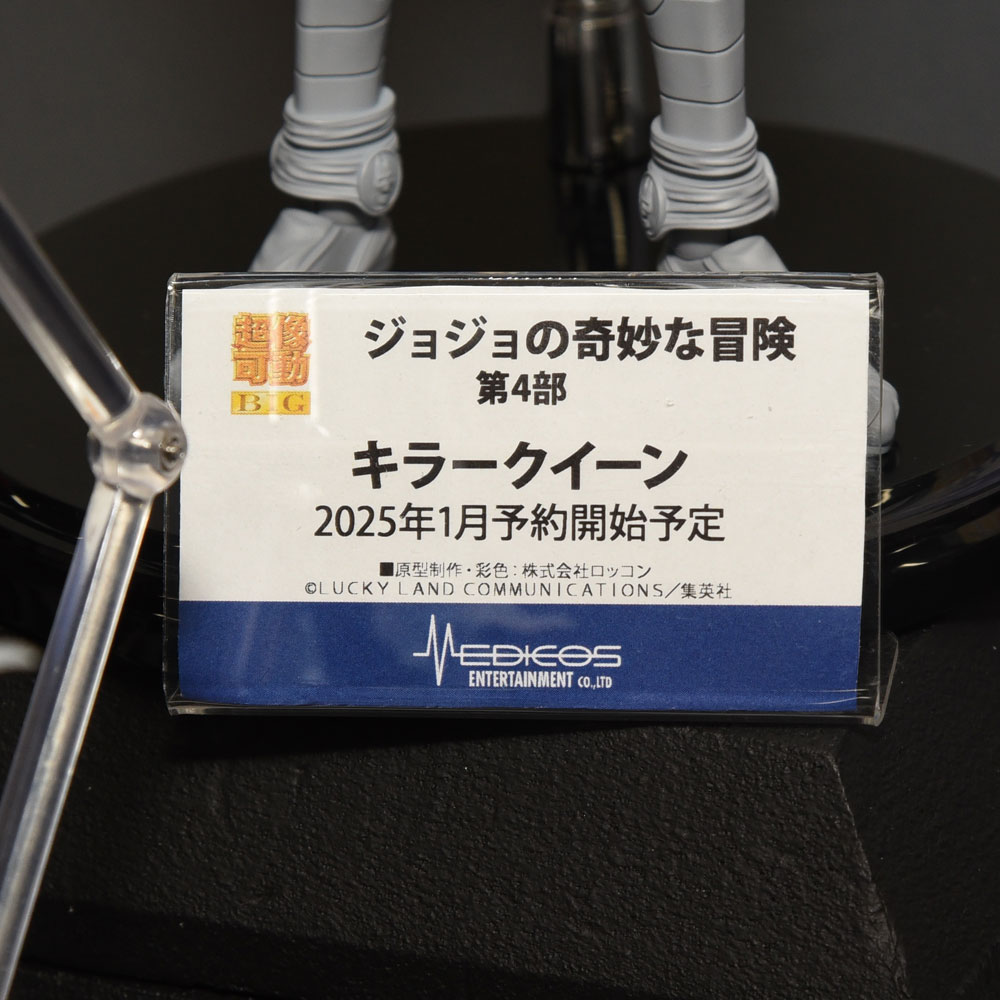 超像
可動
BIG
ジョジョの奇妙な冒険
第4部
キラークイーン
2025年1月予約開始予定
■原型制作・彩色：株式会社ロッコン
©LUCKY LAND COMMUNICATIONS／集英社
MEDICOS
ENTERTAINMENT CO.,LTD